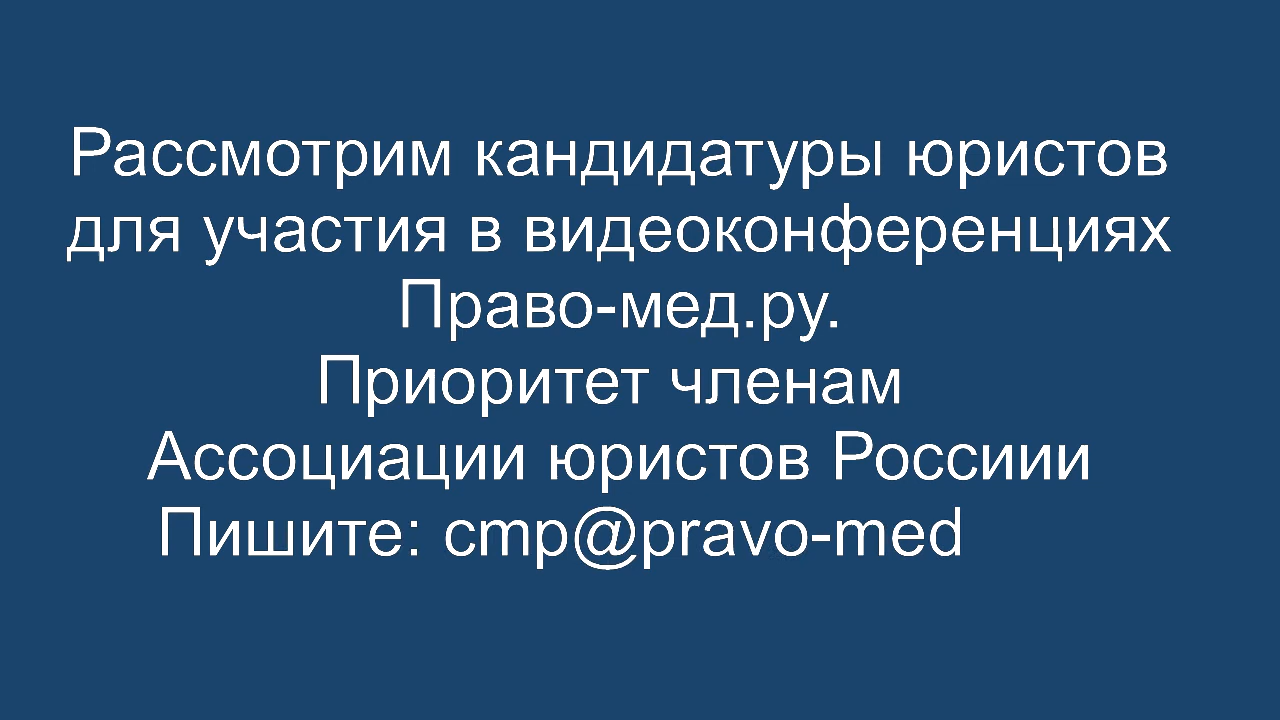 Рассмотрим кандидатуры юристов
для участия в видеоконференциях
Право-мед.ру.
Приоритет членам
Ассоциации юристов Россиии
Пишите: cmp@pravo-med